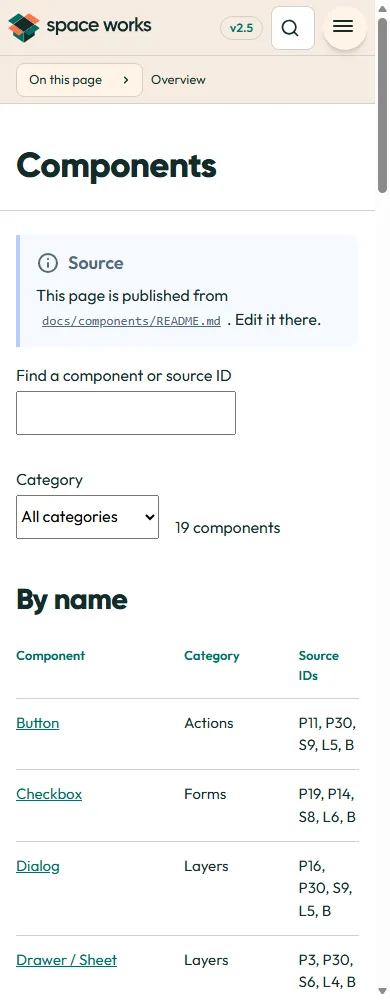 space works
v2.5
On this page
Overview
Components
Source
This page is published from
docs/components/README.md . Edit it there.
Find a component or source ID
Category
All categories
19 components
By name
Component Category Source
IDs
Button Actions P11, P30,
S9, L5, B
Checkbox Forms P19, P14,
S8, L6, B
Dialog Layers P16,
P30, S9,
L5, B
Drawer / Sheet Layers P3, P30,
S6, L4, B